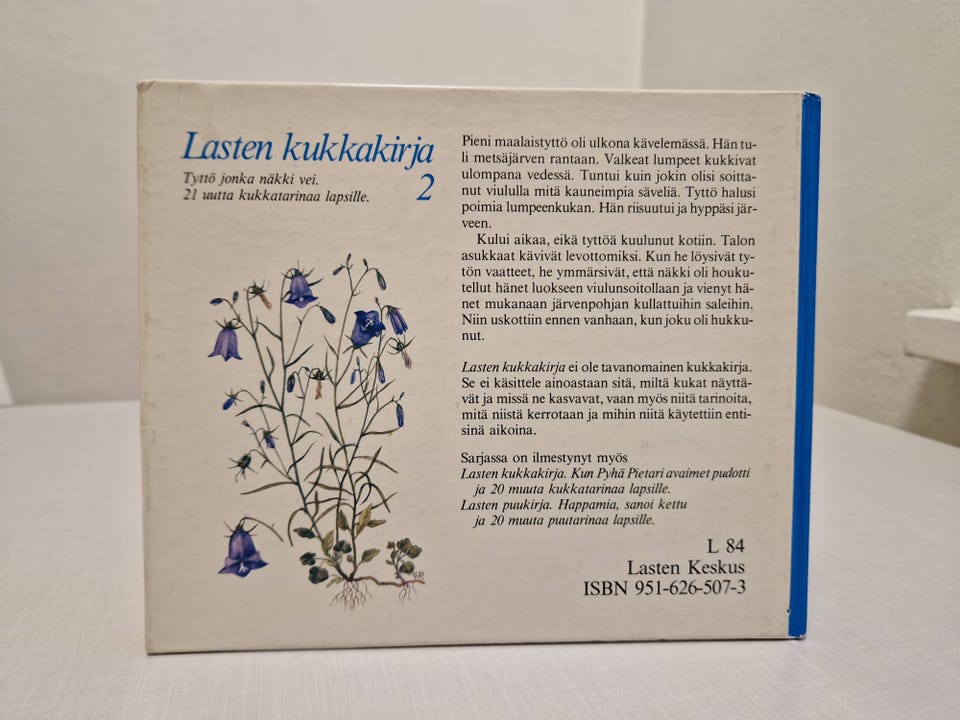 Lasten kukkakirja
2
Tyttö jonka näkki vei.
21 uutta kukkatarinaa lapsille.
Pieni maalaistyttö oli ulkona kävelemässä. Hän tu-
li metsäjärven rantaan. Valkeat lumpeet kukkivat
ulompana vedessä. Tuntui kuin jokin olisi soitta-
nut viululla mitä kauneimpia säveliä. Tyttö halusi
poimia lumpeenkukan. Hän riisuutui ja hyppäsi jär-
veen.
Kului aikaa, eikä tyttöä kuulunut kotiin. Talon
asukkaat kävivät levottomiksi. Kun he löysivät ty-
tön vaatteet, he ymmärsivät, että näkki oli houku-
tellut hänet luokseen viulunsoitollaan ja vienyt hä-
net mukanaan järvenpohjan kullattuihin saleihin.
Niin uskottiin ennen vanhaan, kun joku oli hukku-
nut.
Lasten kukkakirja ei ole tavanomainen kukkakirja.
Se ei käsittele ainoastaan sitä, miltä kukat näyttä-
vät ja missä ne kasvavat, vaan myös niitä tarinoita,
mitä niistä kerrotaan ja mihin niitä käytettiin enti-
sinä aikoina.
Sarjassa on ilmestynyt myös
Lasten kukkakirja. Kun Pyhä Pietari avaimet pudotti
ja 20 muuta kukkatarinaa lapsille.
Lasten puukirja. Happamia, sanoi kettu
ja 20 muuta puutarinaa lapsille.
L 84
Lasten Keskus
ISBN 951-626-507-3
GR